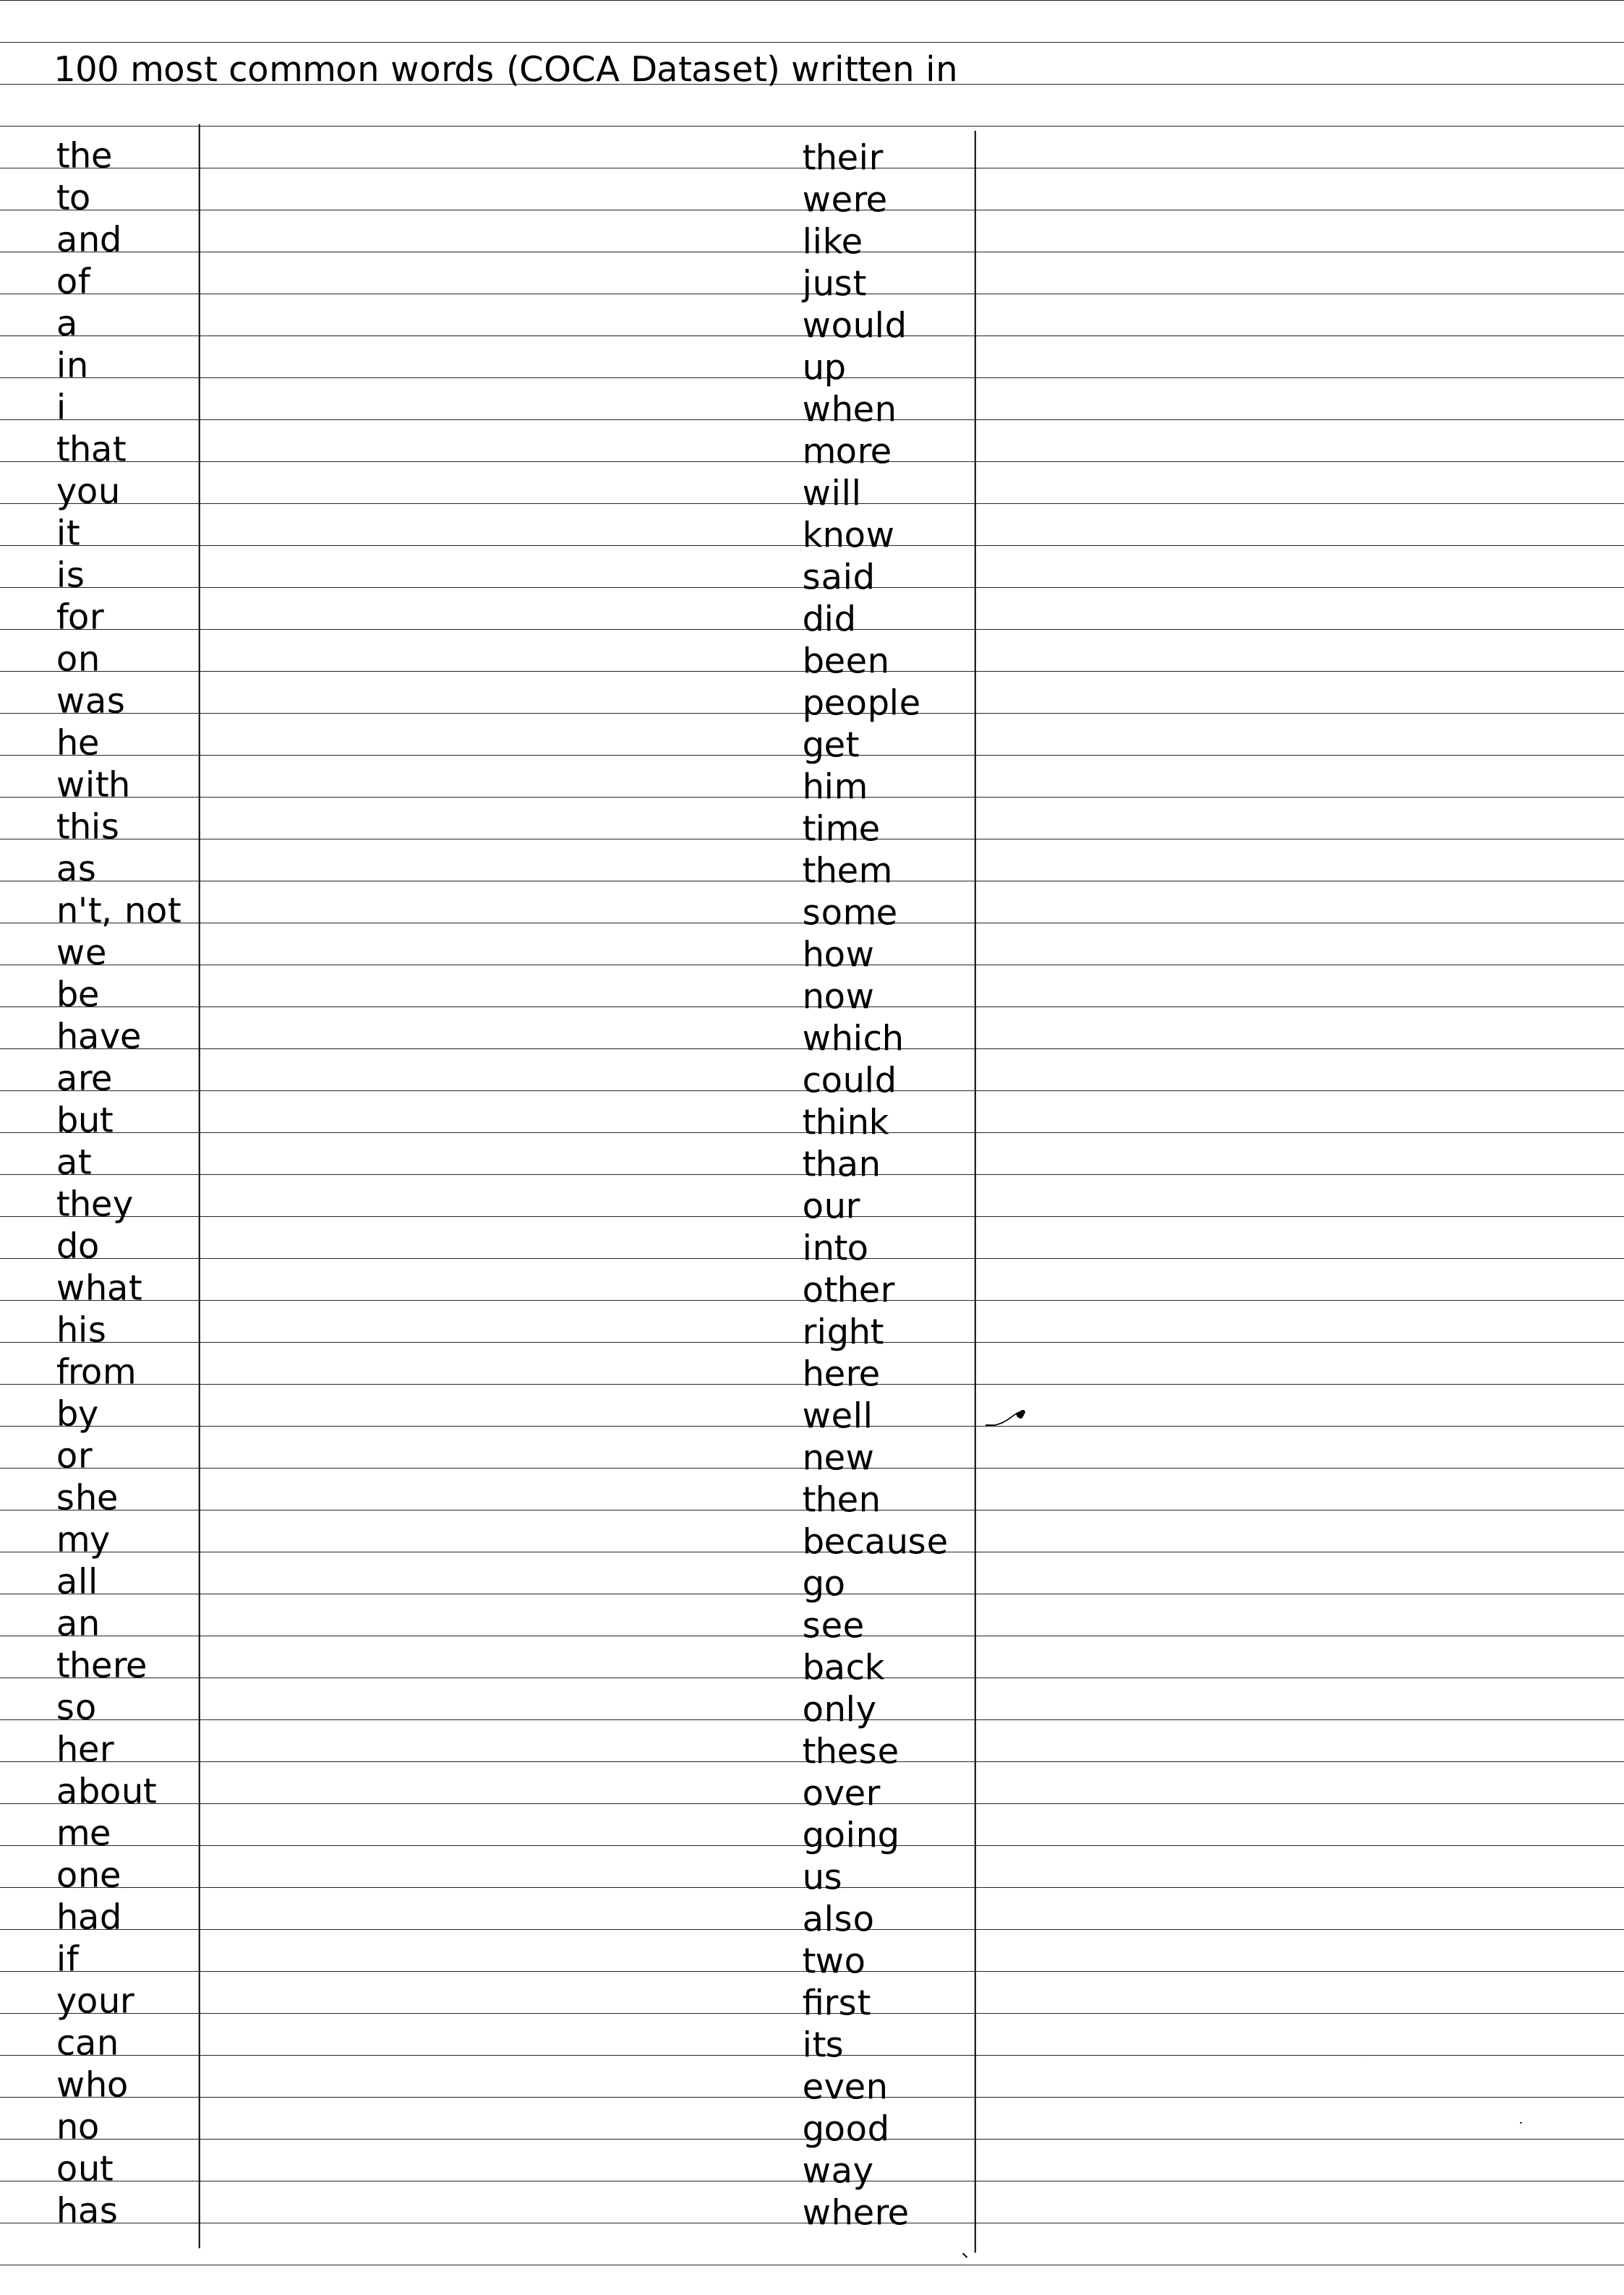 100 most common words (COCA Dataset) written in
the
to
and
of
a
in
i
that
you
it
is
for
on
was
he
with
this
as
n't, not
we
be
have
are
but
at
they
do
what
his
from
by
or
she
my
all
an
there
so
her
about
me
one
had
if
your
can
who
no
out
has
their
were
like
just
would
up
when
more
will
know
said
did
been
people
get
him
time
them
some
how
now
which
could
think
than
our
into
other
right
here
well
new
then
because
go
see
back
only
these
over
going
us
also
two
first
its
even
good
way
where